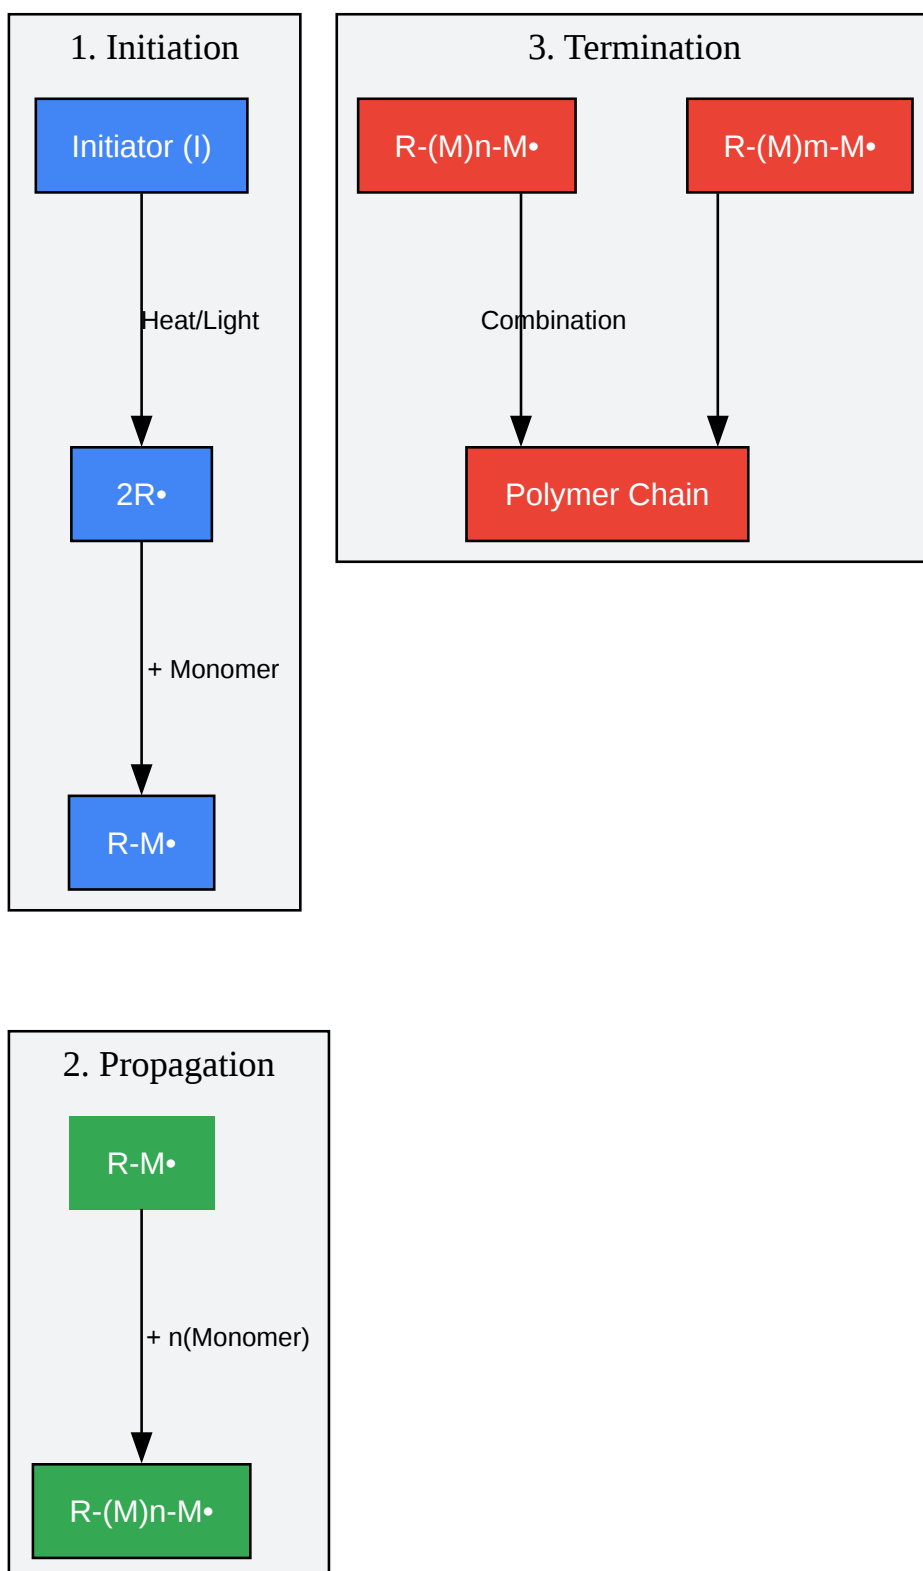 1. Initiation
Initiator (I)
Heat/Light
2R•
+ Monomer
R-M•
3. Termination
R-(M)n-M•
R-(M)m-M•
Combination
Polymer Chain
2. Propagation
R-M•
+ n(Monomer)
R-(M)n-M•